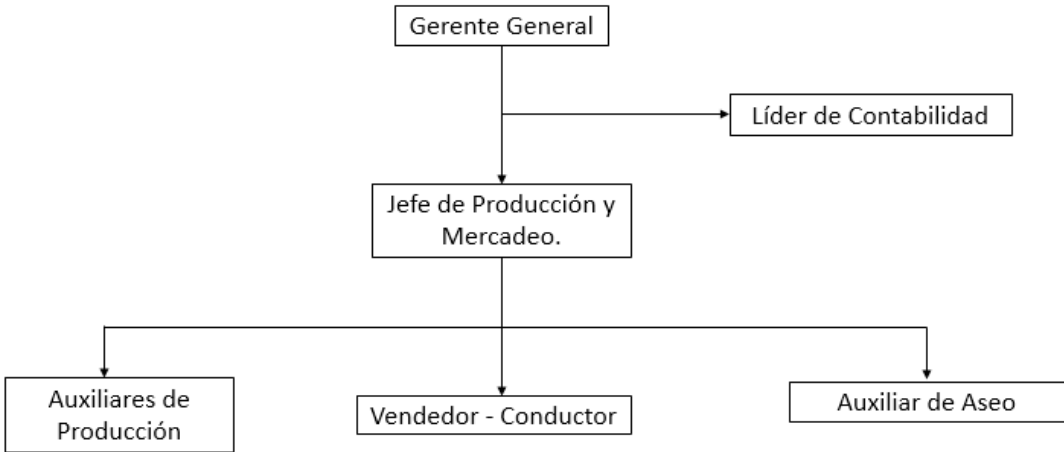 Gerente General
Líder de Contabilidad
Jefe de Producción y
Mercadeo.
Auxiliares de
Producción
Vendedor - Conductor
Auxiliar de Aseo